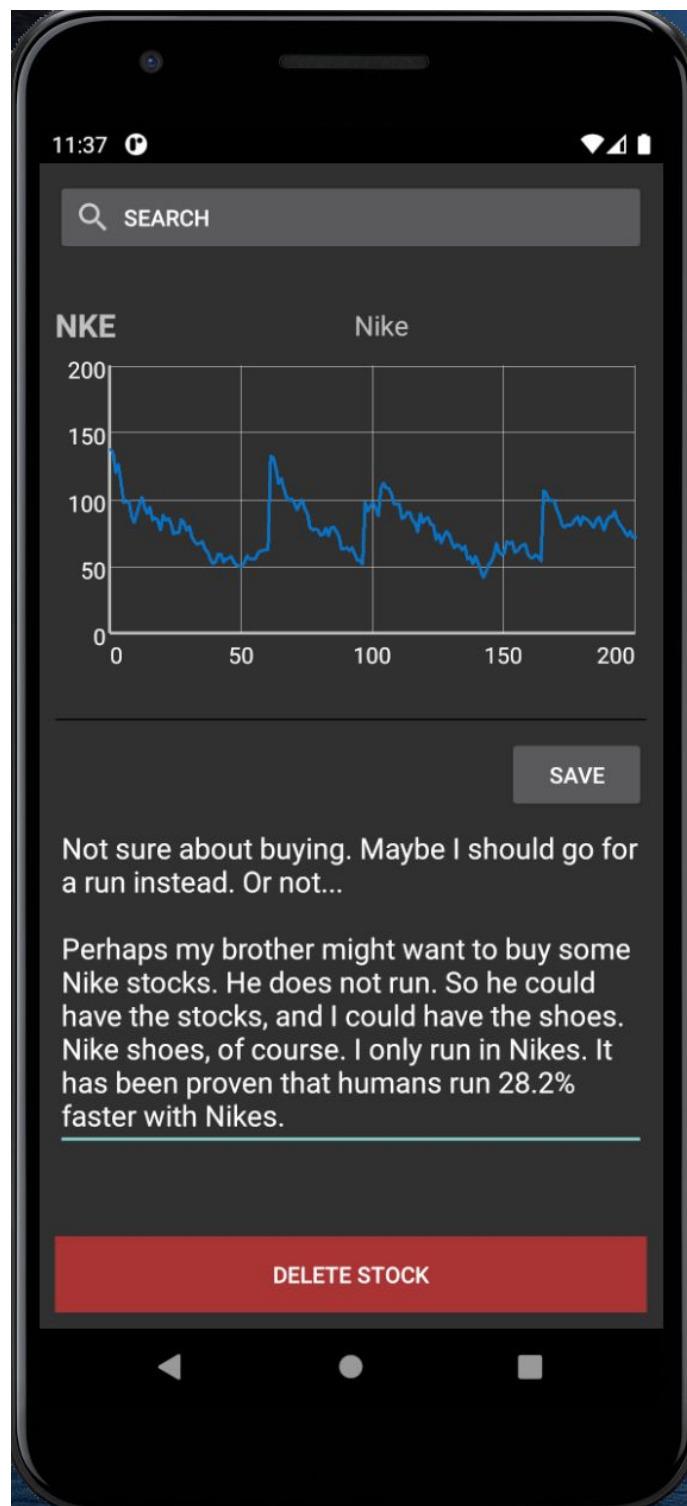 11:37
SEARCH
NKE Nike
200
150
100
50
0
0 50 100 150 200
SAVE
Not sure about buying. Maybe I should go for
a run instead. Or not...
Perhaps my brother might want to buy some
Nike stocks. He does not run. So he could
have the stocks, and I could have the shoes.
Nike shoes, of course. I only run in Nikes. It
has been proven that humans run 28.2%
faster with Nikes.
DELETE STOCK